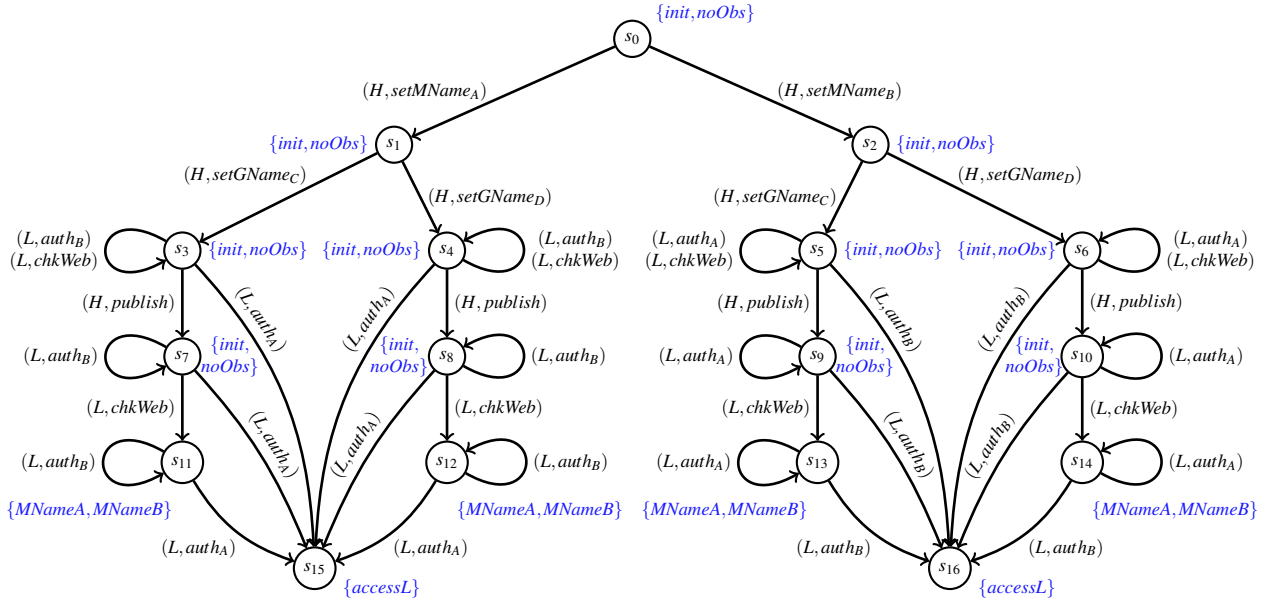 {init,noObs}
s0
(H,setMNameA)
(H,setMNameB)
{init,noObs}
s1
s2
{init,noObs}
(H,setGNameC)
(H,setGNameD)
(H,setGNameC)
(H,setGNameD)
(L,authB)
(L,chkWeb)
s3
{init,noObs}
{init,noObs}
s4
(L,authB)
(L,chkWeb)
(L,authA)
(L,chkWeb)
s5
{init,noObs}
{init,noObs}
s6
(L,authA)
(L,chkWeb)
(H,publish)
(L,authA)
(L,authA)
(H,publish)
(H,publish)
(L,authB)
(L,authB)
(H,publish)
(L,authB)
s7
{init,
noObs}
{init,
noObs}
s8
(L,authB)
(L,authA)
s9
{init,
noObs}
{init,
noObs}
s10
(L,authA)
(L,chkWeb)
(L,authA)
(L,authA)
(L,chkWeb)
(L,chkWeb)
(L,authB)
(L,authB)
(L,chkWeb)
(L,authB)
s11
s12
(L,authB)
(L,authA)
s13
s14
(L,authA)
{MNameA,MNameB}
{MNameA,MNameB}
{MNameA,MNameB}
{MNameA,MNameB}
(L,authA)
(L,authA)
(L,authB)
(L,authB)
s15
s16
{accessL}
{accessL}